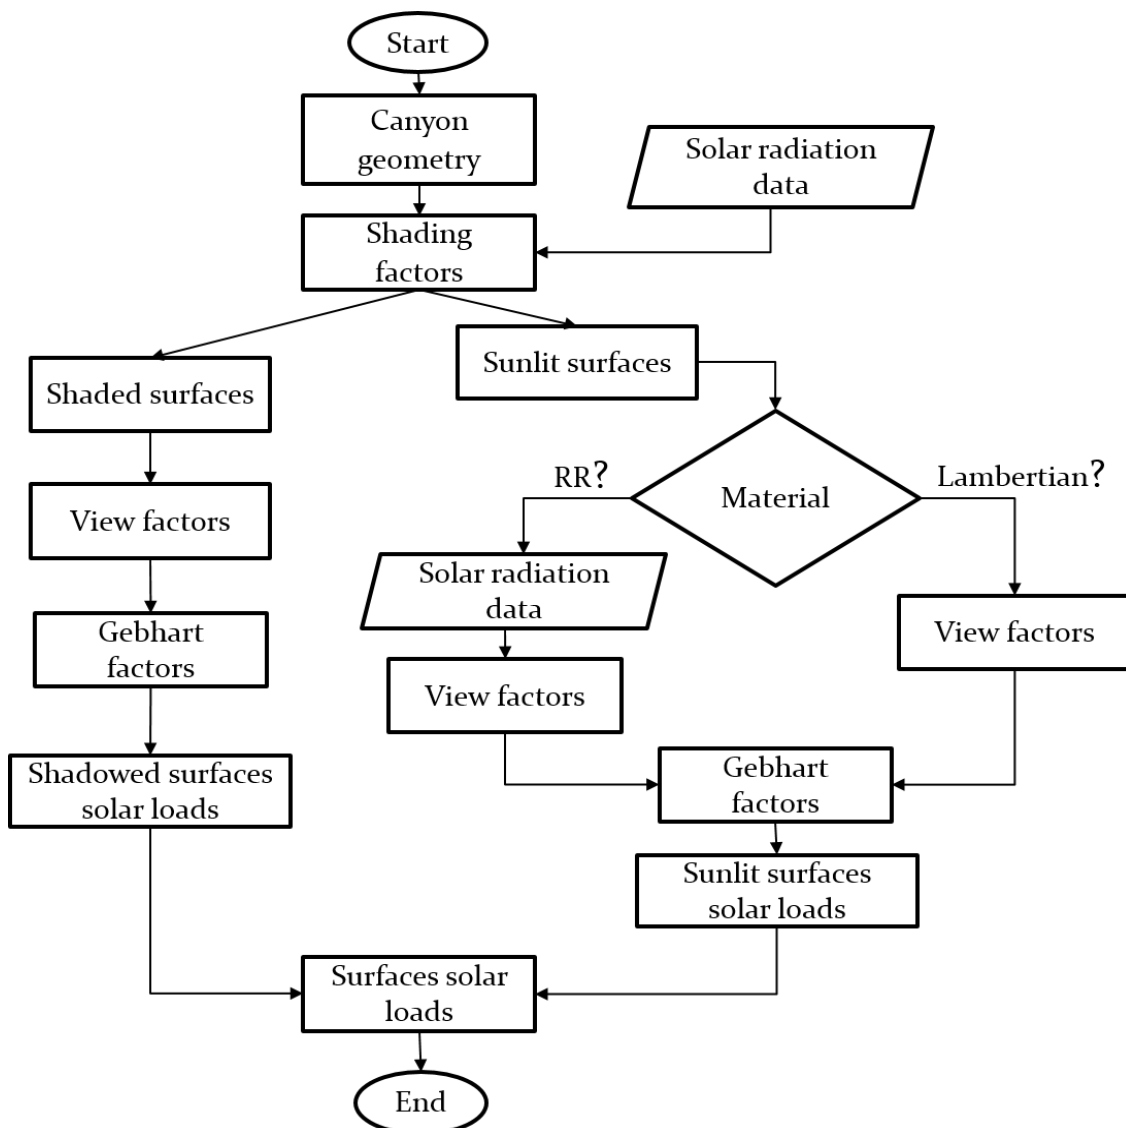 Start
Canyon
geometry
Solar radiation
data
Shading
factors
Sunlit surfaces
Shaded surfaces
RR?
Lambertian?
Material
View factors
Solar radiation
data
View factors
Gebhart
factors
View factors
Shadowed surfaces
solar loads
Gebhart
factors
Sunlit surfaces
solar loads
Surfaces solar
loads
End